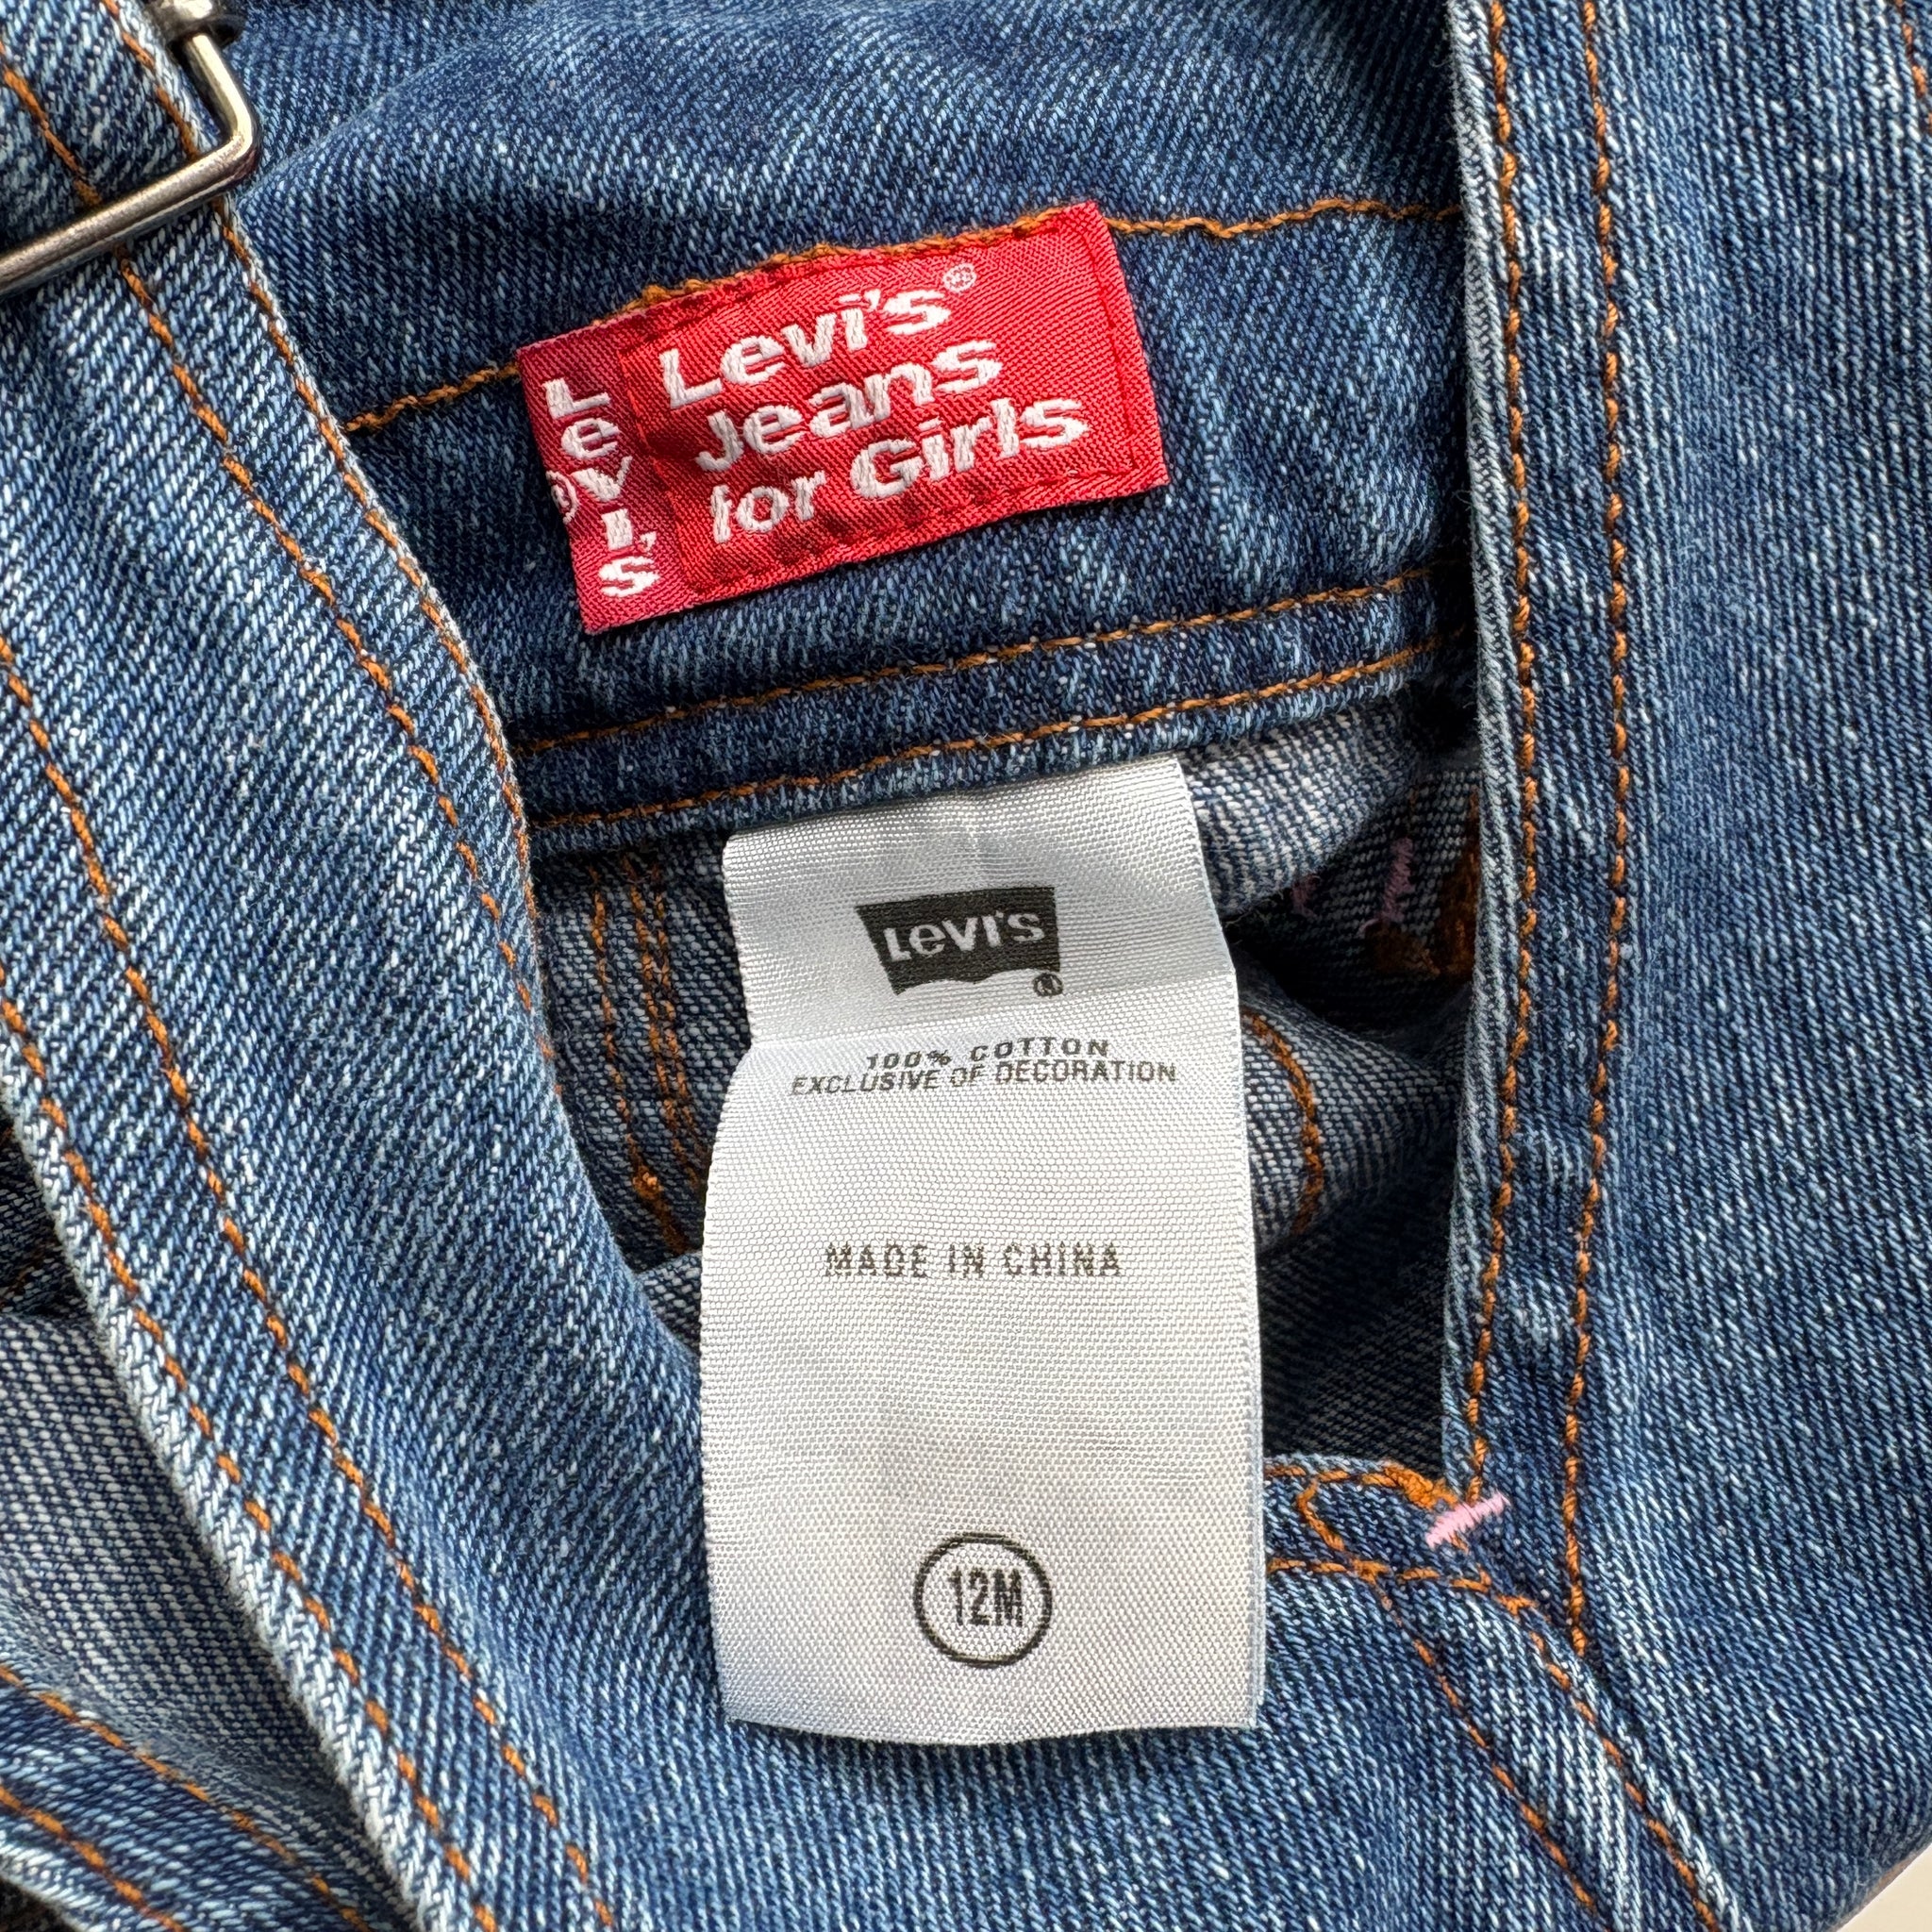 Levi's®
Levi's®
Jeans
for Girls
Levi's®
100% COTTON
EXCLUSIVE OF DECORATION
MADE IN CHINA
12M